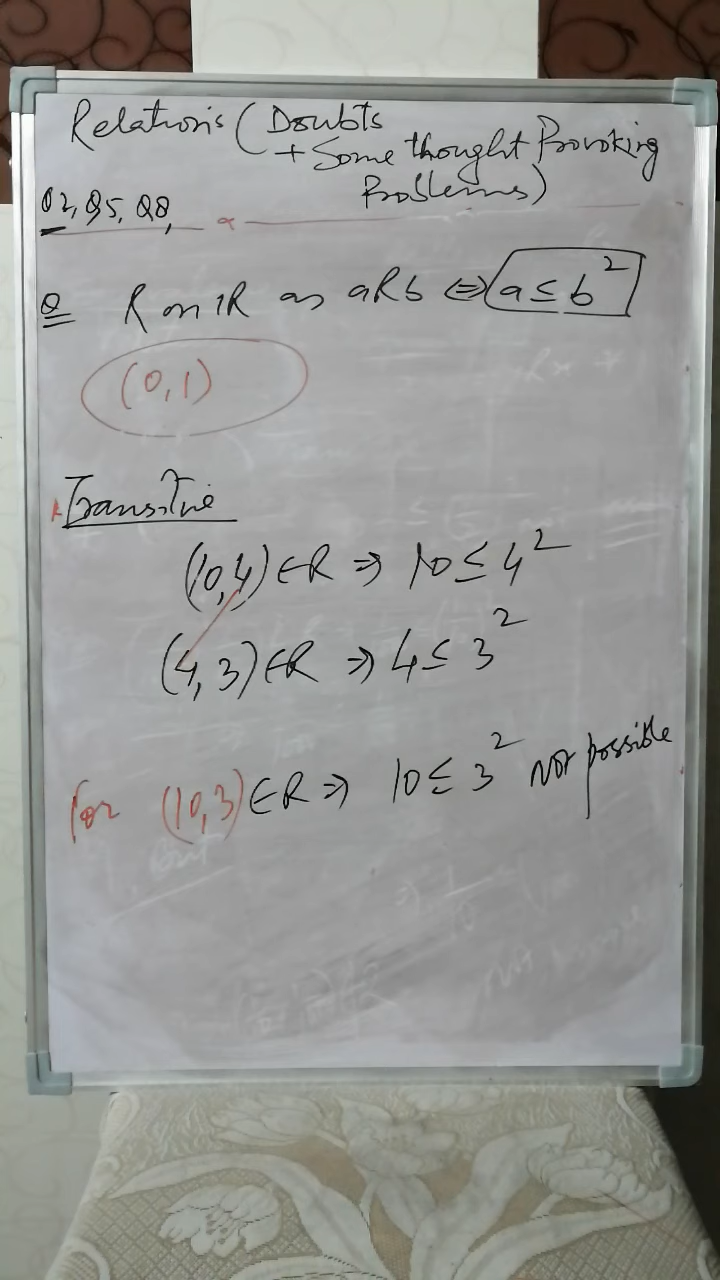 Relations (Doubts
+ Some thought Provoking
Problems)
Q2, Q5, Q8,
Q R on R as aRb ⇔ a ≤ b²
(0,1)
Transitive
(10,4) ∈ R ⇒ 10 ≤ 4²
(4,3) ∈ R ⇒ 4 ≤ 3²
for (10,3) ∈ R ⇒ 10 ≤ 3² Not possible